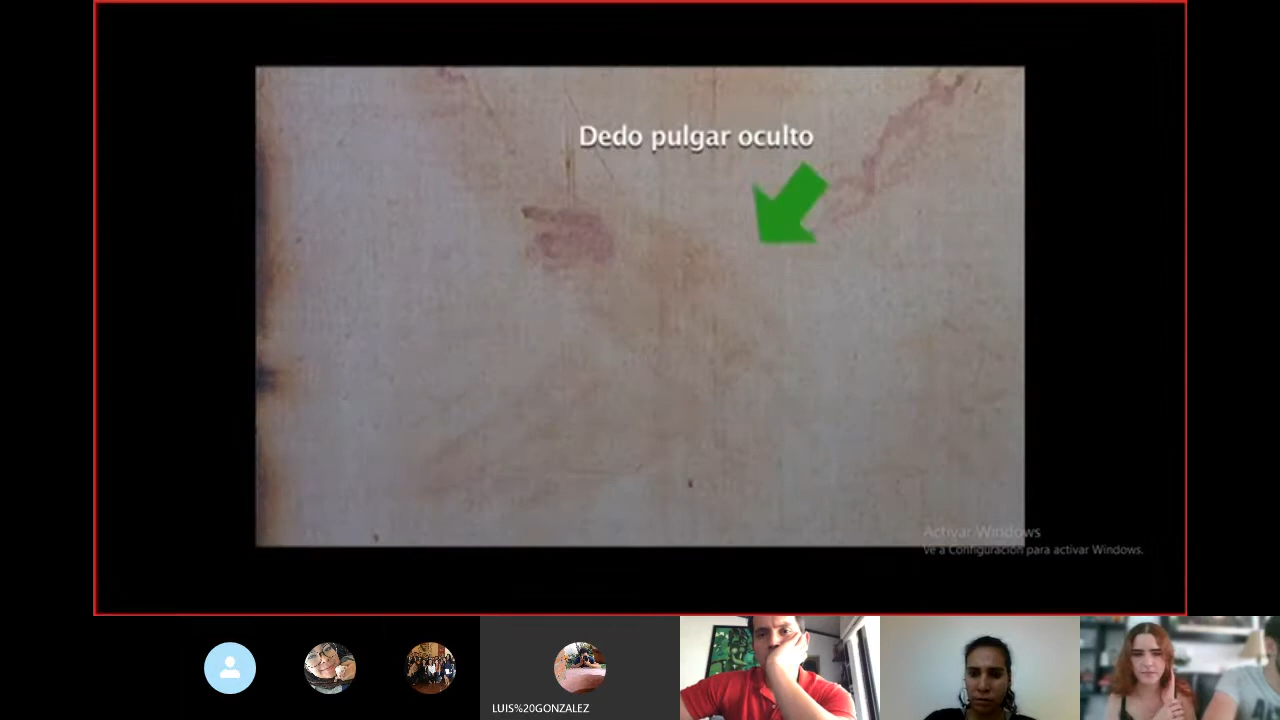 Dedo pulgar oculto
Activar Windows
Ve a Configuración para activar Windows.
LUIS%20GONZALEZ